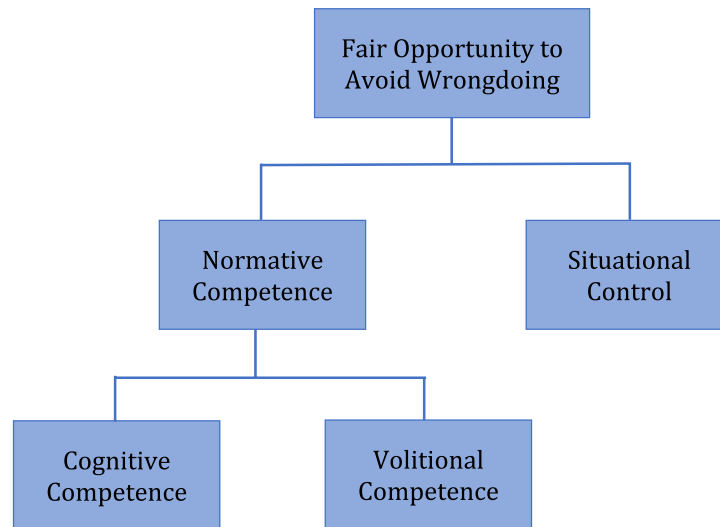 Fair Opportunity to
Avoid Wrongdoing
Normative
Competence
Situational
Control
Cognitive
Competence
Volitional
Competence